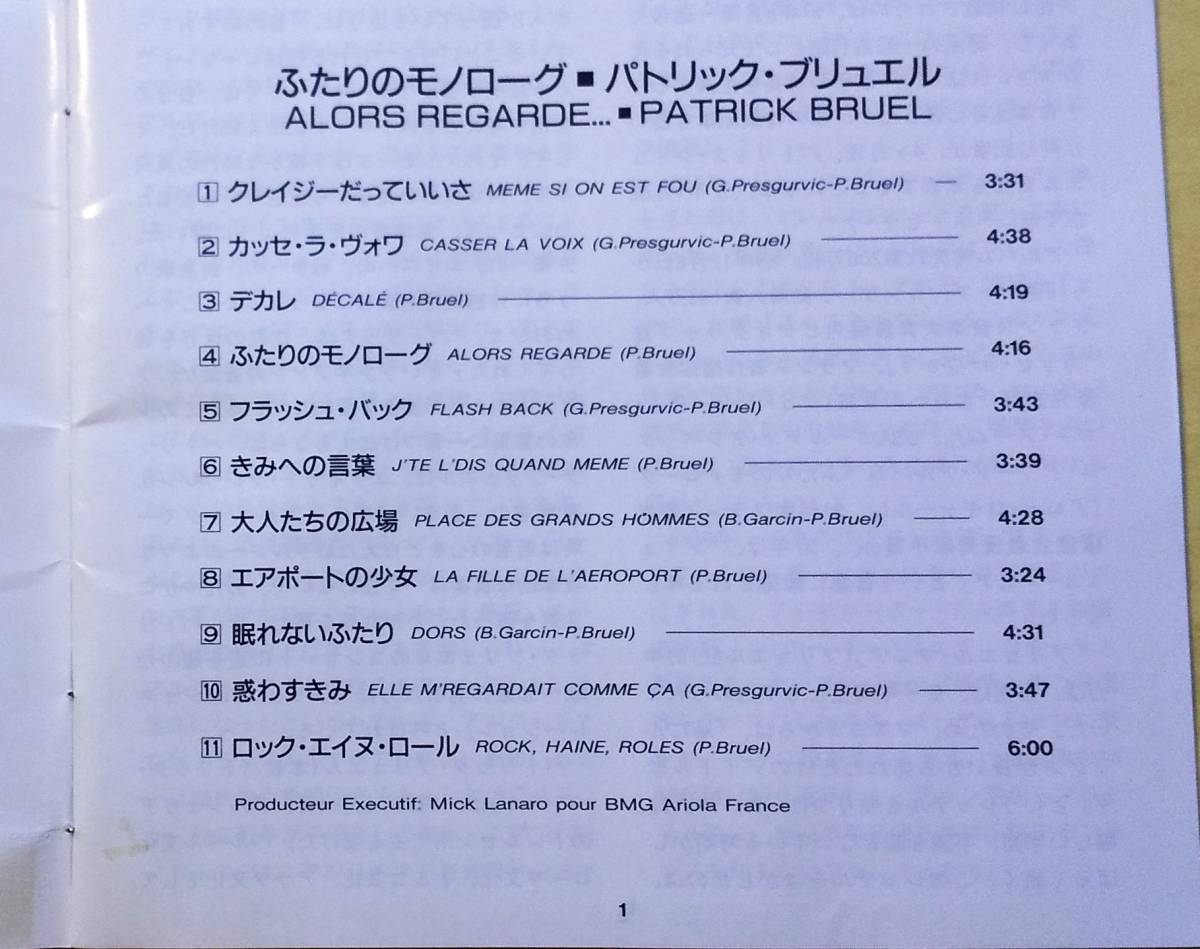 ふたりのモノローグ ■ パトリック・ブリュエル
ALORS REGARDE... ■ PATRICK BRUEL
1 クレイジーだっていいさ MEME SI ON EST FOU (G.Presgurvic-P.Bruel) 3:31
2 カッセ・ラ・ヴォワ CASSER LA VOIX (G.Presgurvic-P.Bruel) 4:38
3 デカレ DÉCALÉ (P.Bruel) 4:19
4 ふたりのモノローグ ALORS REGARDE (P.Bruel) 4:16
5 フラッシュ・バック FLASH BACK (G.Presgurvic-P.Bruel) 3:43
6 きみへの言葉 J'TE L'DIS QUAND MEME (P.Bruel) 3:39
7 大人たちの広場 PLACE DES GRANDS HOMMES (B.Garcin-P.Bruel) 4:28
8 エアポートの少女 LA FILLE DE L'AEROPORT (P.Bruel) 3:24
9 眠れないふたり DORS (B.Garcin-P.Bruel) 4:31
10 惑わすきみ ELLE M'REGARDAIT COMME ÇA (G.Presgurvic-P.Bruel) 3:47
11 ロック・エイヌ・ロール ROCK, HAINE, ROLES (P.Bruel) 6:00
Producteur Executif: Mick Lanaro pour BMG Ariola France
1